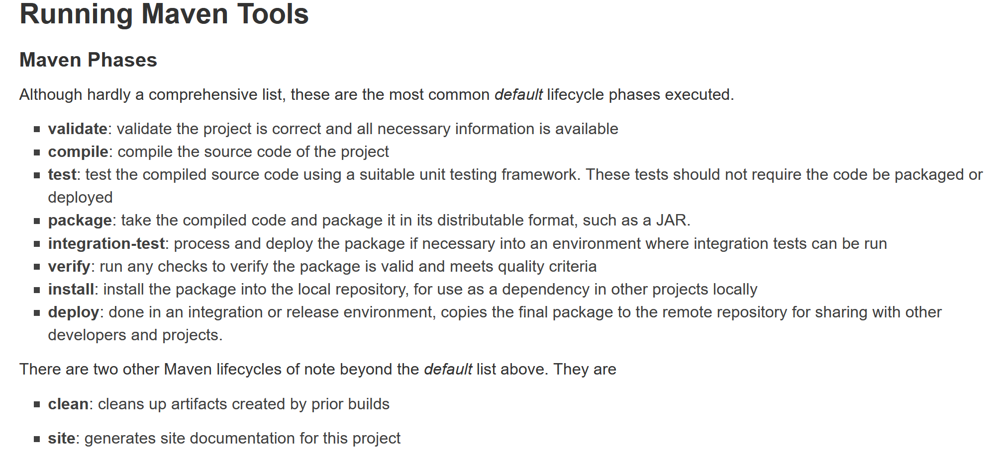 Running Maven Tools
Maven Phases
Although hardly a comprehensive list, these are the most common default lifecycle phases executed.
▪ validate: validate the project is correct and all necessary information is available
▪ compile: compile the source code of the project
▪ test: test the compiled source code using a suitable unit testing framework. These tests should not require the code be packaged or
deployed
▪ package: take the compiled code and package it in its distributable format, such as a JAR.
▪ integration-test: process and deploy the package if necessary into an environment where integration tests can be run
▪ verify: run any checks to verify the package is valid and meets quality criteria
▪ install: install the package into the local repository, for use as a dependency in other projects locally
▪ deploy: done in an integration or release environment, copies the final package to the remote repository for sharing with other
developers and projects.
There are two other Maven lifecycles of note beyond the default list above. They are
▪ clean: cleans up artifacts created by prior builds
▪ site: generates site documentation for this project